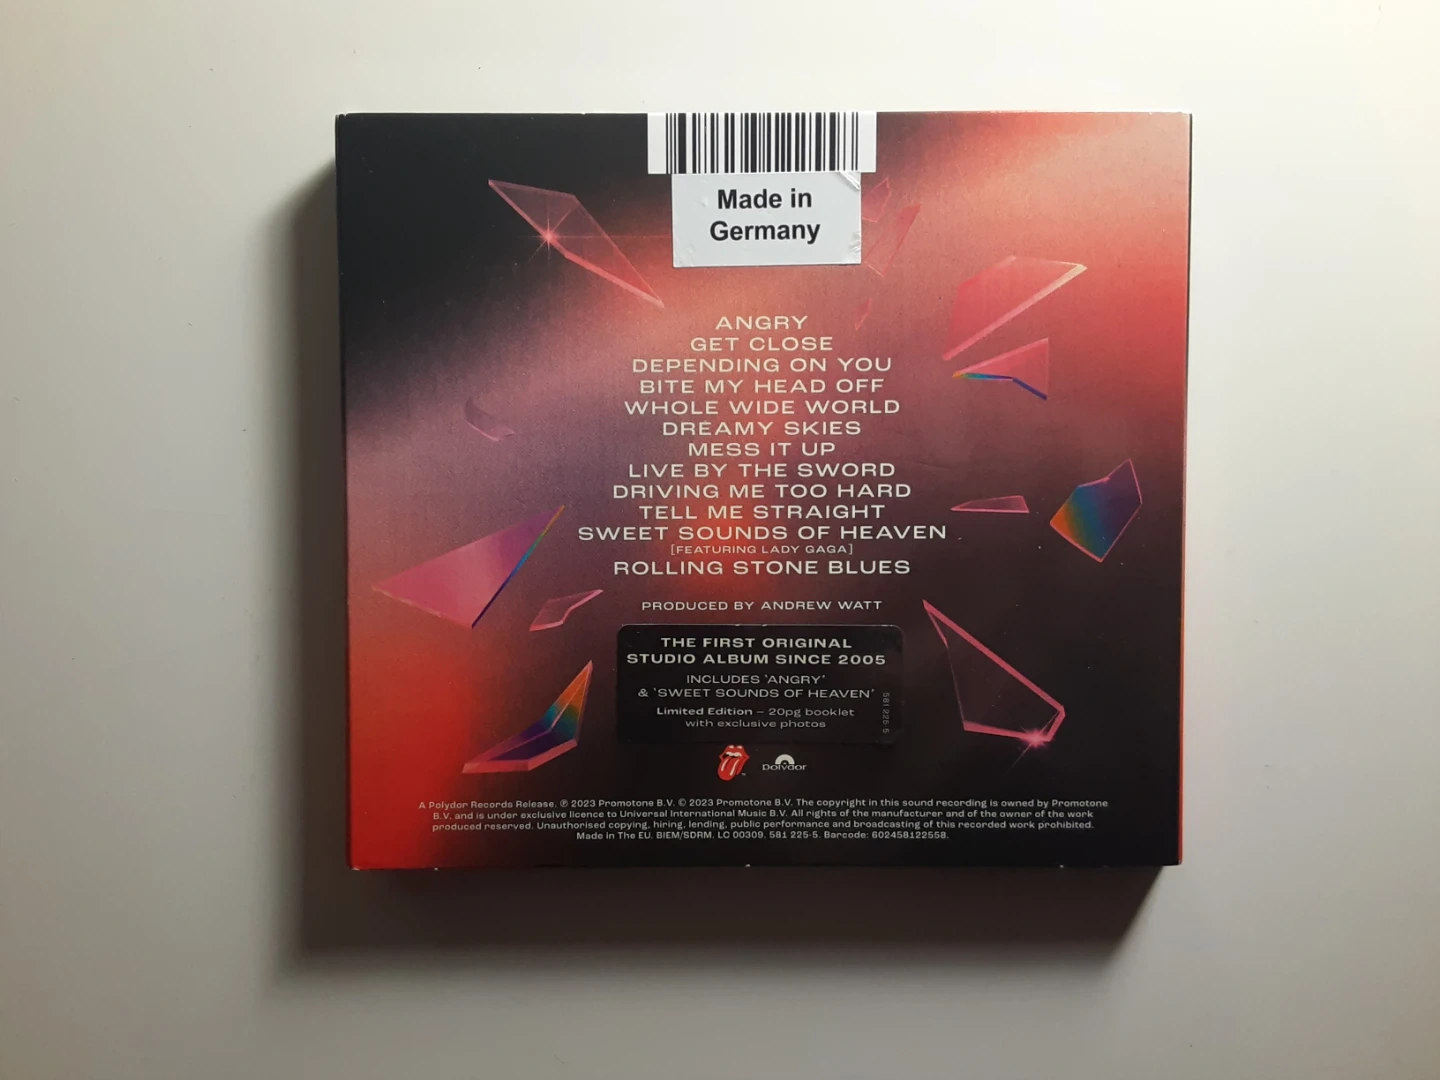 Made in
Germany
ANGRY
GET CLOSE
DEPENDING ON YOU
BITE MY HEAD OFF
WHOLE WIDE WORLD
DREAMY SKIES
MESS IT UP
LIVE BY THE SWORD
DRIVING ME TOO HARD
TELL ME STRAIGHT
SWEET SOUNDS OF HEAVEN
[FEATURING LADY GAGA]
ROLLING STONE BLUES
PRODUCED BY ANDREW WATT
THE FIRST ORIGINAL
STUDIO ALBUM SINCE 2005
INCLUDES 'ANGRY'
& 'SWEET SOUNDS OF HEAVEN'
Limited Edition – 20pg booklet
with exclusive photos
581 225-5
Polydor
A Polydor Records Release. ℗ 2023 Promotone B.V. © 2023 Promotone B.V. The copyright in this sound recording is owned by Promotone
B.V. and is under exclusive licence to Universal International Music B.V. All rights of the manufacturer and of the owner of the work
produced reserved. Unauthorised copying, hiring, lending, public performance and broadcasting of this recorded work prohibited.
Made in The EU. BIEM/SDRM. LC 00309. 581 225-5. Barcode: 602458122558.